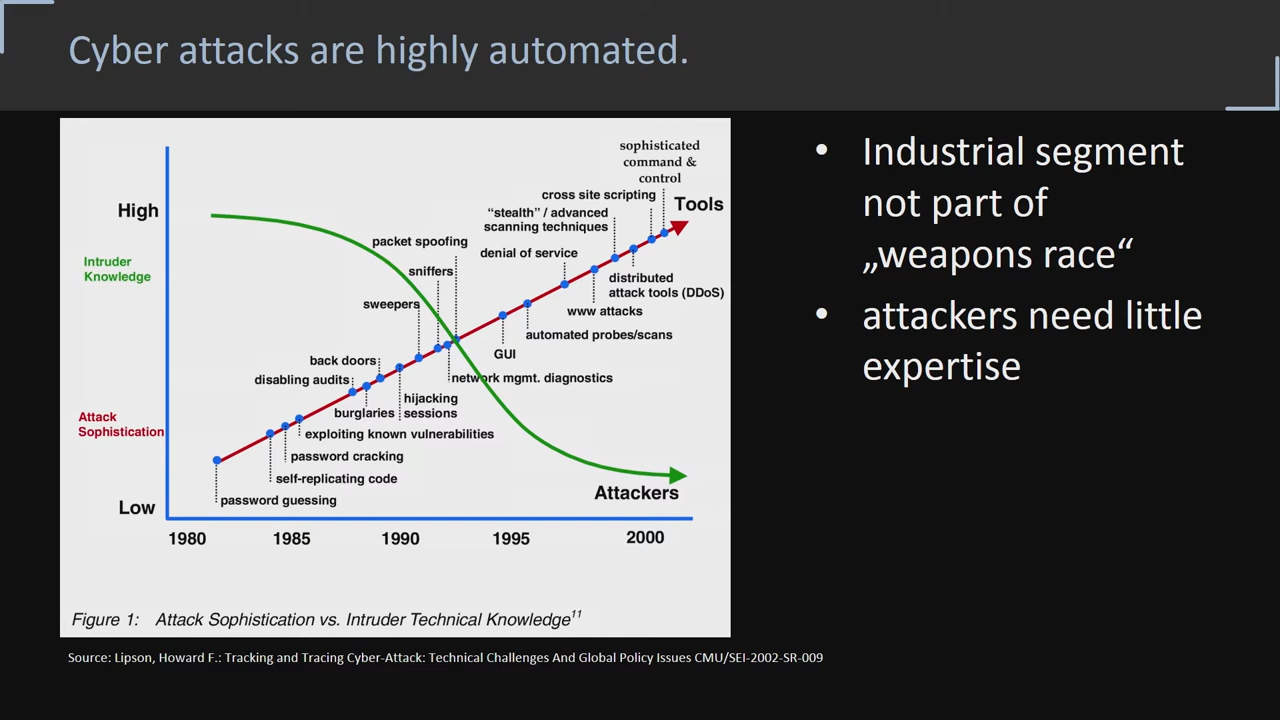 Cyber attacks are highly automated.
sophisticated
command &
control
cross site scripting
Tools
High
"stealth" / advanced
scanning techniques
packet spoofing
denial of service
Intruder
Knowledge
sniffers
distributed
attack tools (DDoS)
sweepers
www attacks
automated probes/scans
GUI
back doors
disabling audits
network mgmt. diagnostics
hijacking
sessions
burglaries
Attack
Sophistication
exploiting known vulnerabilities
password cracking
self-replicating code
Attackers
password guessing
Low
1980 1985 1990 1995 2000
Figure 1: Attack Sophistication vs. Intruder Technical Knowledge11
• Industrial segment
not part of
„weapons race“
• attackers need little
expertise
Source: Lipson, Howard F.: Tracking and Tracing Cyber-Attack: Technical Challenges And Global Policy Issues CMU/SEI-2002-SR-009